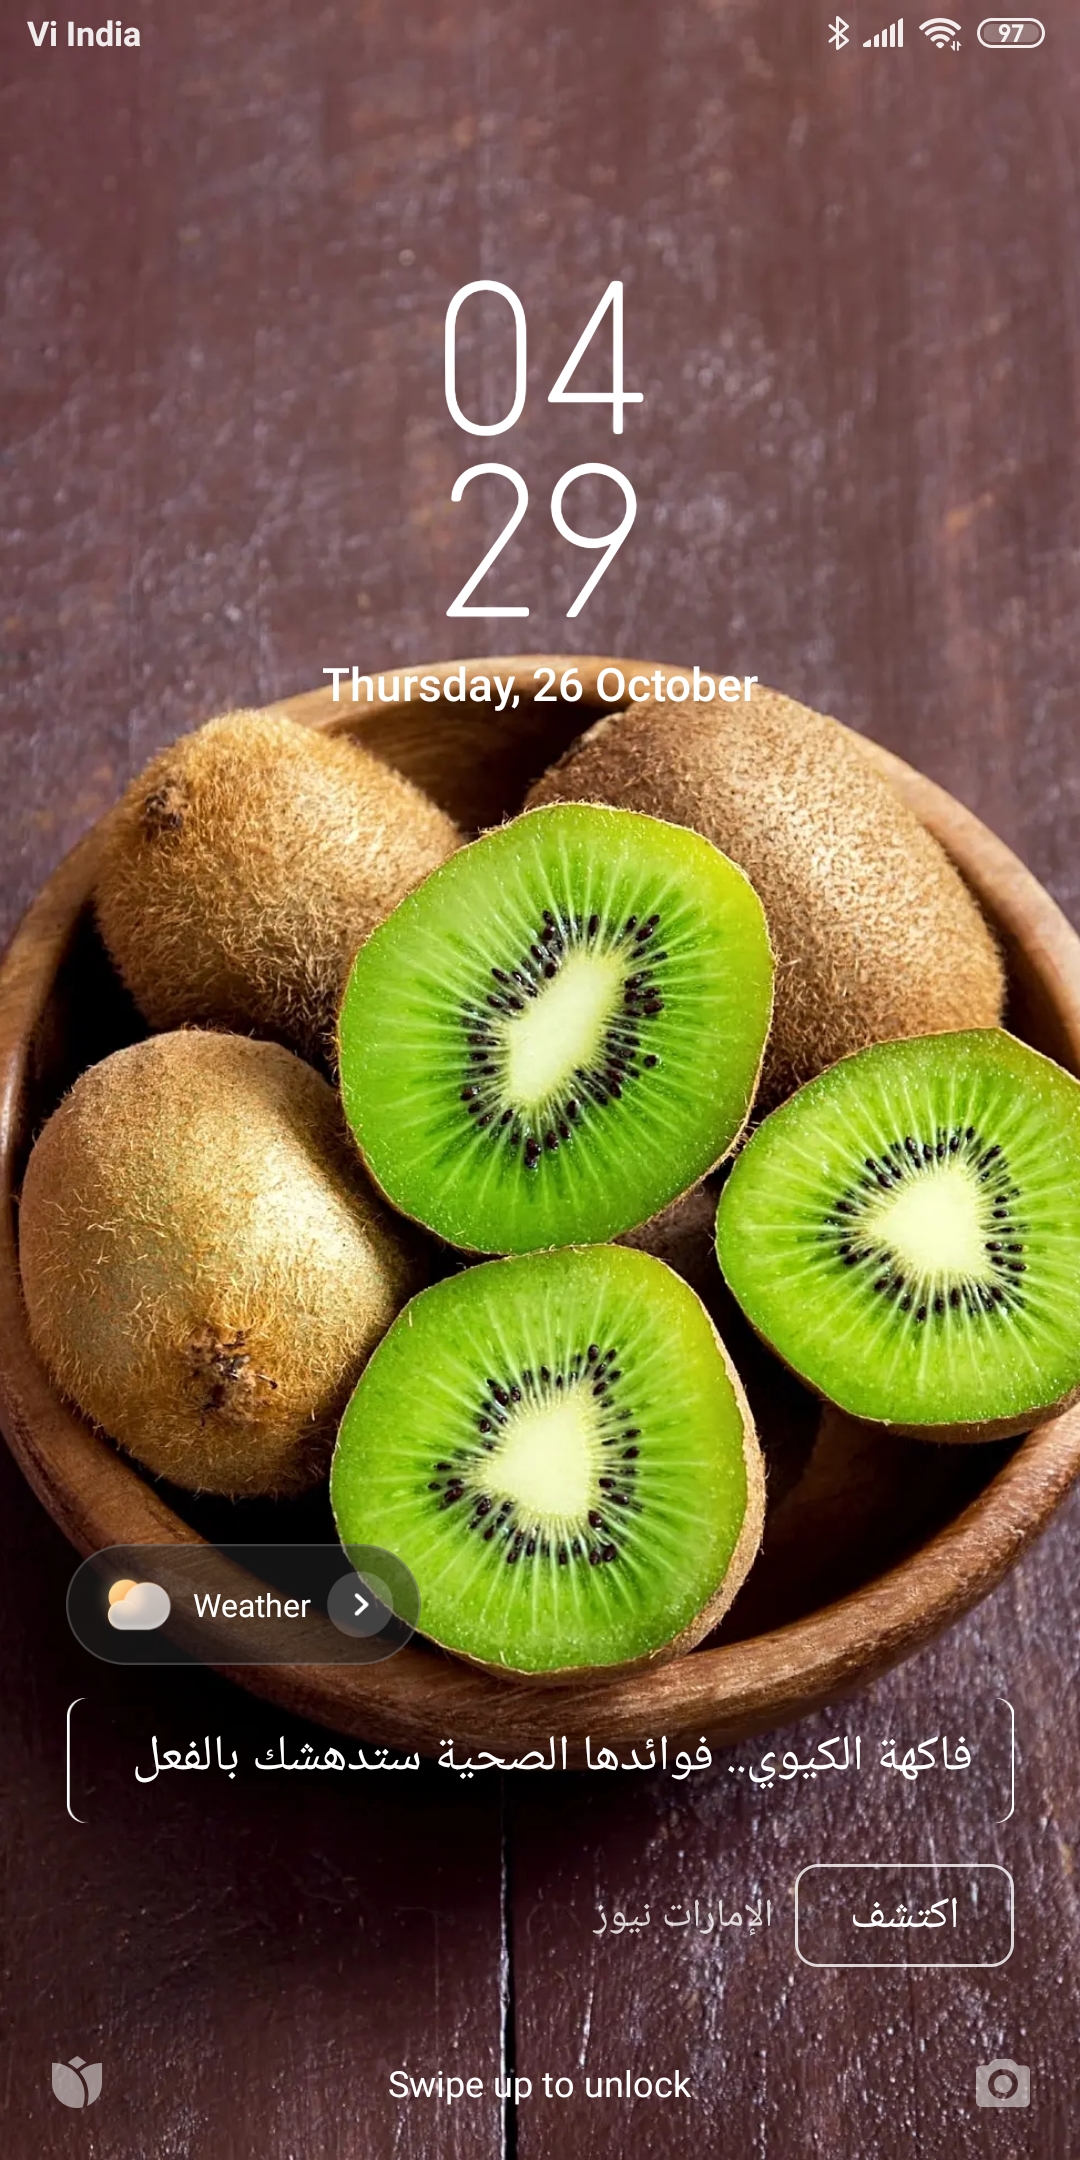 Vi India
97
04
29
Thursday, 26 October
Weather
فاكهة الكيوي.. فوائدها الصحية ستدهشك بالفعل
اكتشف الإمارات نيوز
Swipe up to unlock